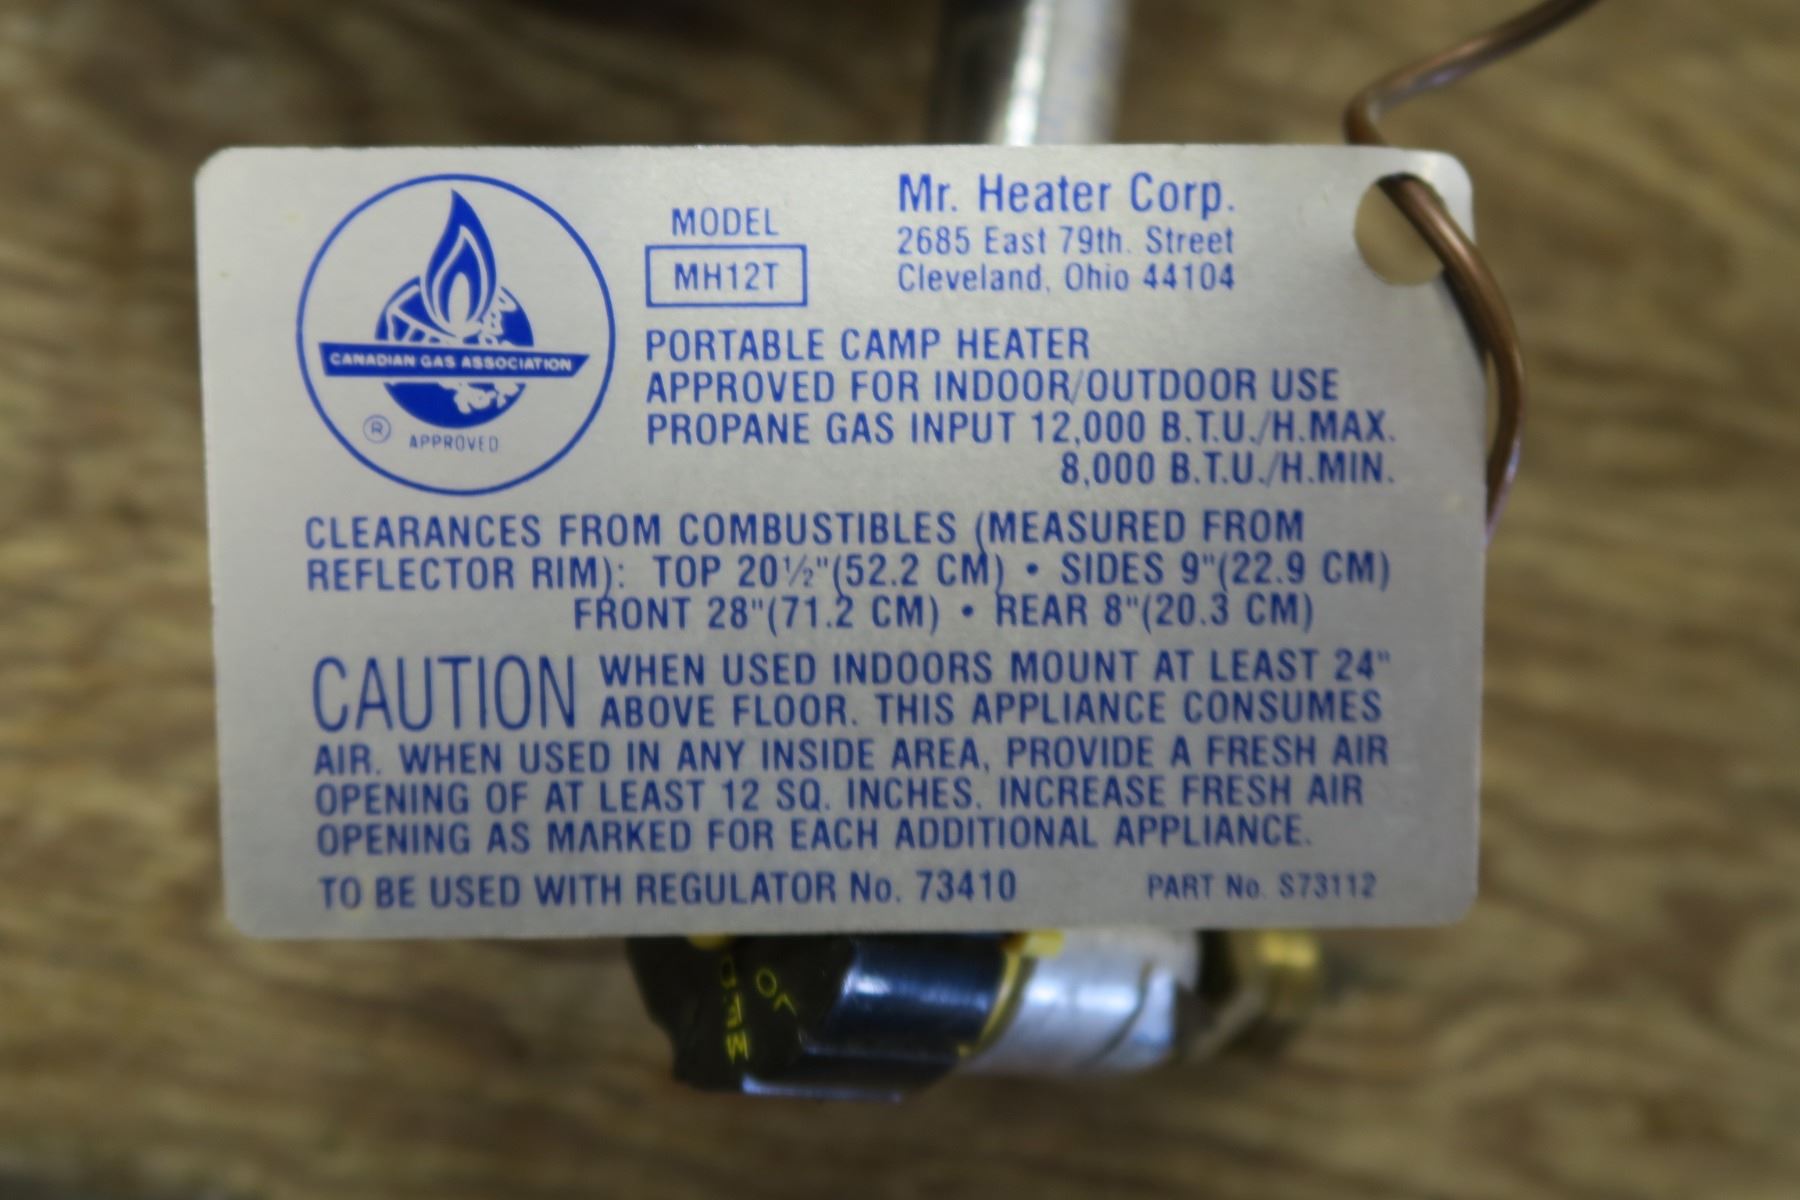 Mr. Heater Corp.
2685 East 79th. Street
Cleveland, Ohio 44104
MODEL
MH12T
CANADIAN GAS ASSOCIATION
® APPROVED
PORTABLE CAMP HEATER
APPROVED FOR INDOOR/OUTDOOR USE
PROPANE GAS INPUT 12,000 B.T.U./H.MAX.
8,000 B.T.U./H.MIN.
CLEARANCES FROM COMBUSTIBLES (MEASURED FROM
REFLECTOR RIM): TOP 20½"(52.2 CM) • SIDES 9"(22.9 CM)
FRONT 28"(71.2 CM) • REAR 8"(20.3 CM)
CAUTION WHEN USED INDOORS MOUNT AT LEAST 24"
ABOVE FLOOR. THIS APPLIANCE CONSUMES
AIR. WHEN USED IN ANY INSIDE AREA, PROVIDE A FRESH AIR
OPENING OF AT LEAST 12 SQ. INCHES. INCREASE FRESH AIR
OPENING AS MARKED FOR EACH ADDITIONAL APPLIANCE.
TO BE USED WITH REGULATOR No. 73410 PART No. S73112